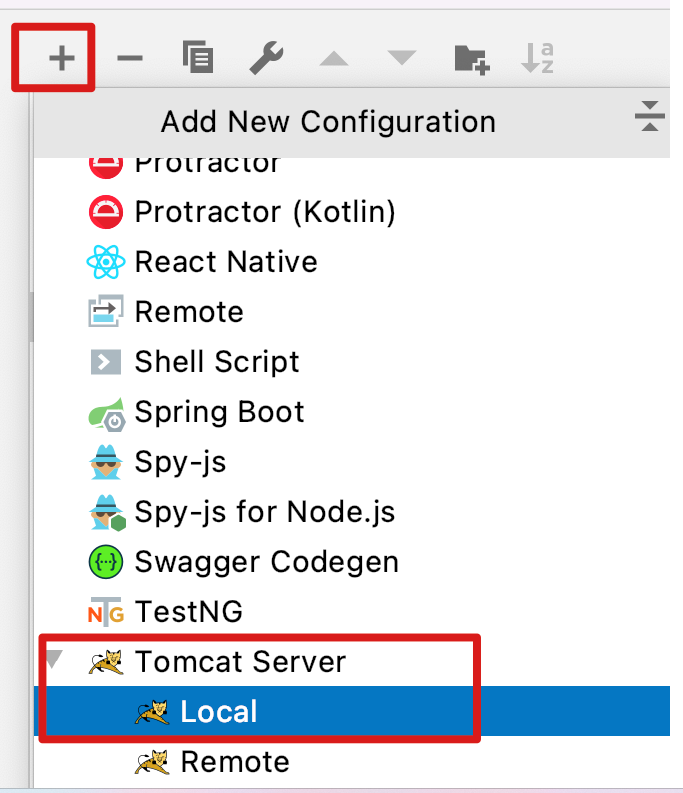 Add New Configuration
Protractor
Protractor (Kotlin)
React Native
Remote
Shell Script
Spring Boot
Spy-js
Spy-js for Node.js
Swagger Codegen
TestNG
Tomcat Server
Local
Remote